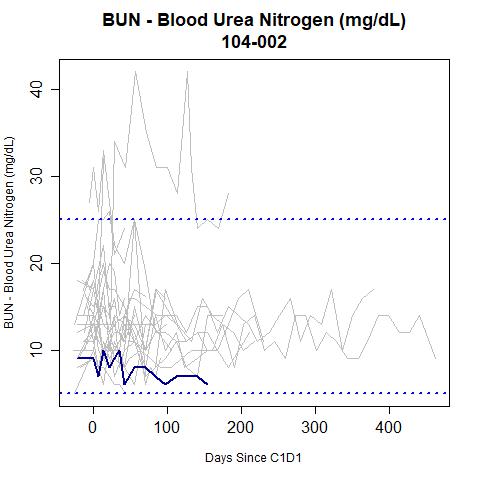 BUN - Blood Urea Nitrogen (mg/dL)
104-002
BUN - Blood Urea Nitrogen (mg/dL)
40
30
20
10
0 100 200 300 400
Days Since C1D1